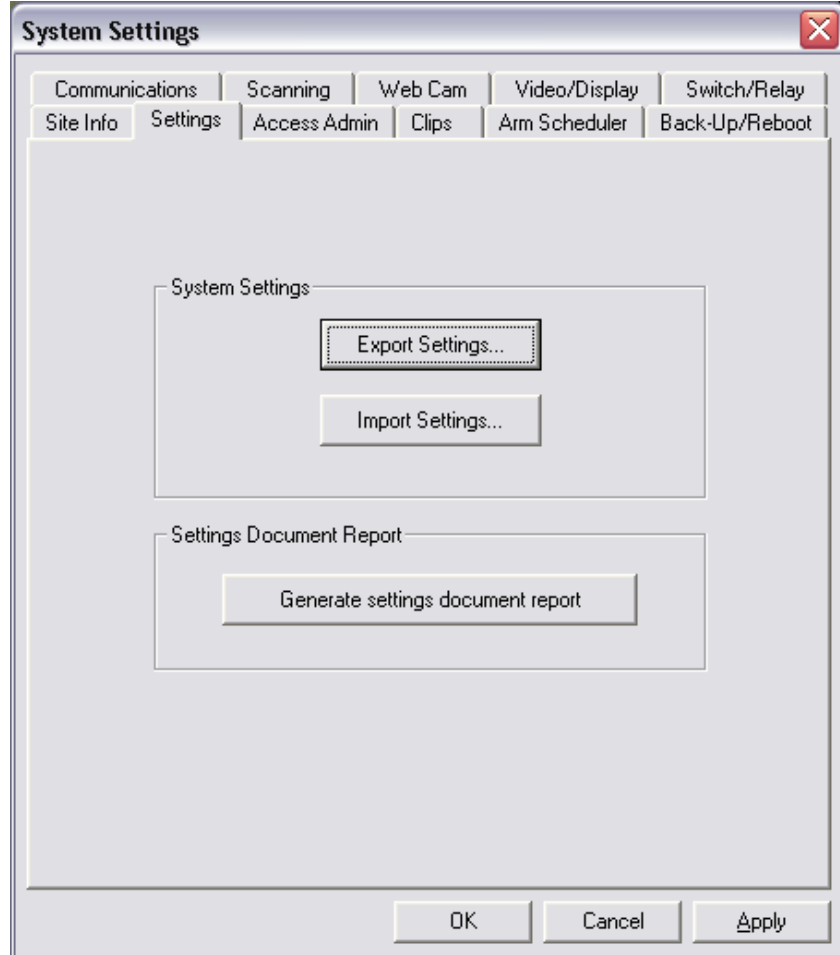 System Settings
Communications Scanning Web Cam Video/Display Switch/Relay
Site Info Settings Access Admin Clips Arm Scheduler Back-Up/Reboot
System Settings
Export Settings...
Import Settings...
Settings Document Report
Generate settings document report
OK Cancel Apply